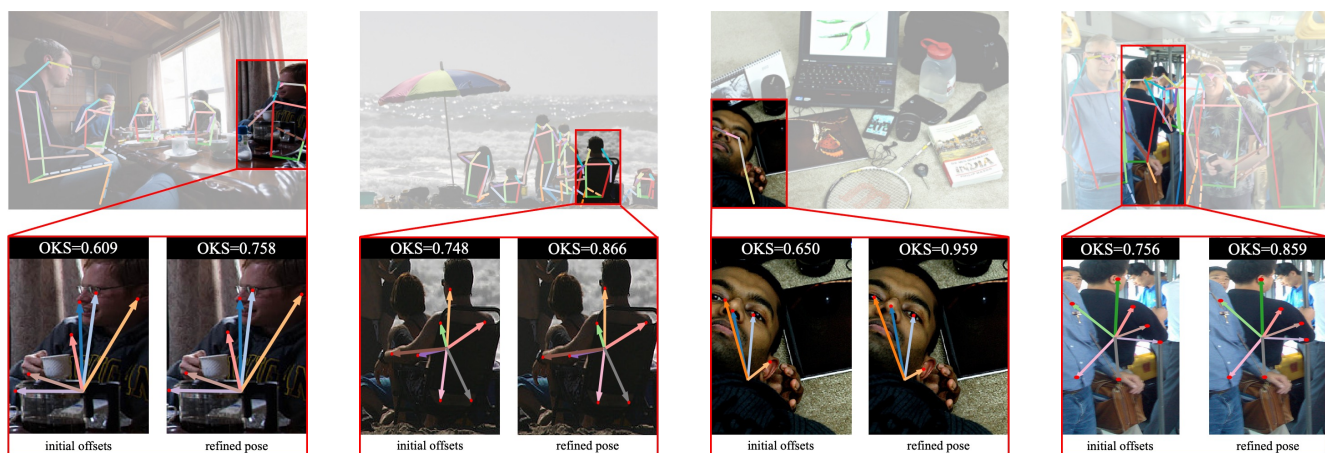 INDIA
OKS=0.609
OKS=0.758
OKS=0.748
OKS=0.866
OKS=0.650
OKS=0.959
OKS=0.756
OKS=0.859
initial offsets
refined pose
initial offsets
refined pose
initial offsets
refined pose
initial offsets
refined pose